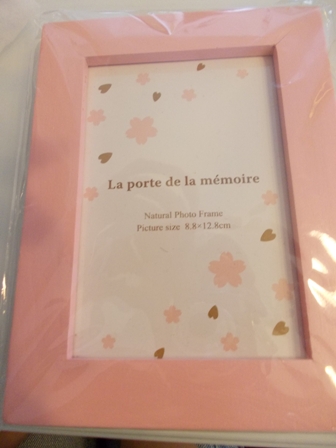 La porte de la mémoire
Natural Photo Frame
Picture size 8.8×12.8cm